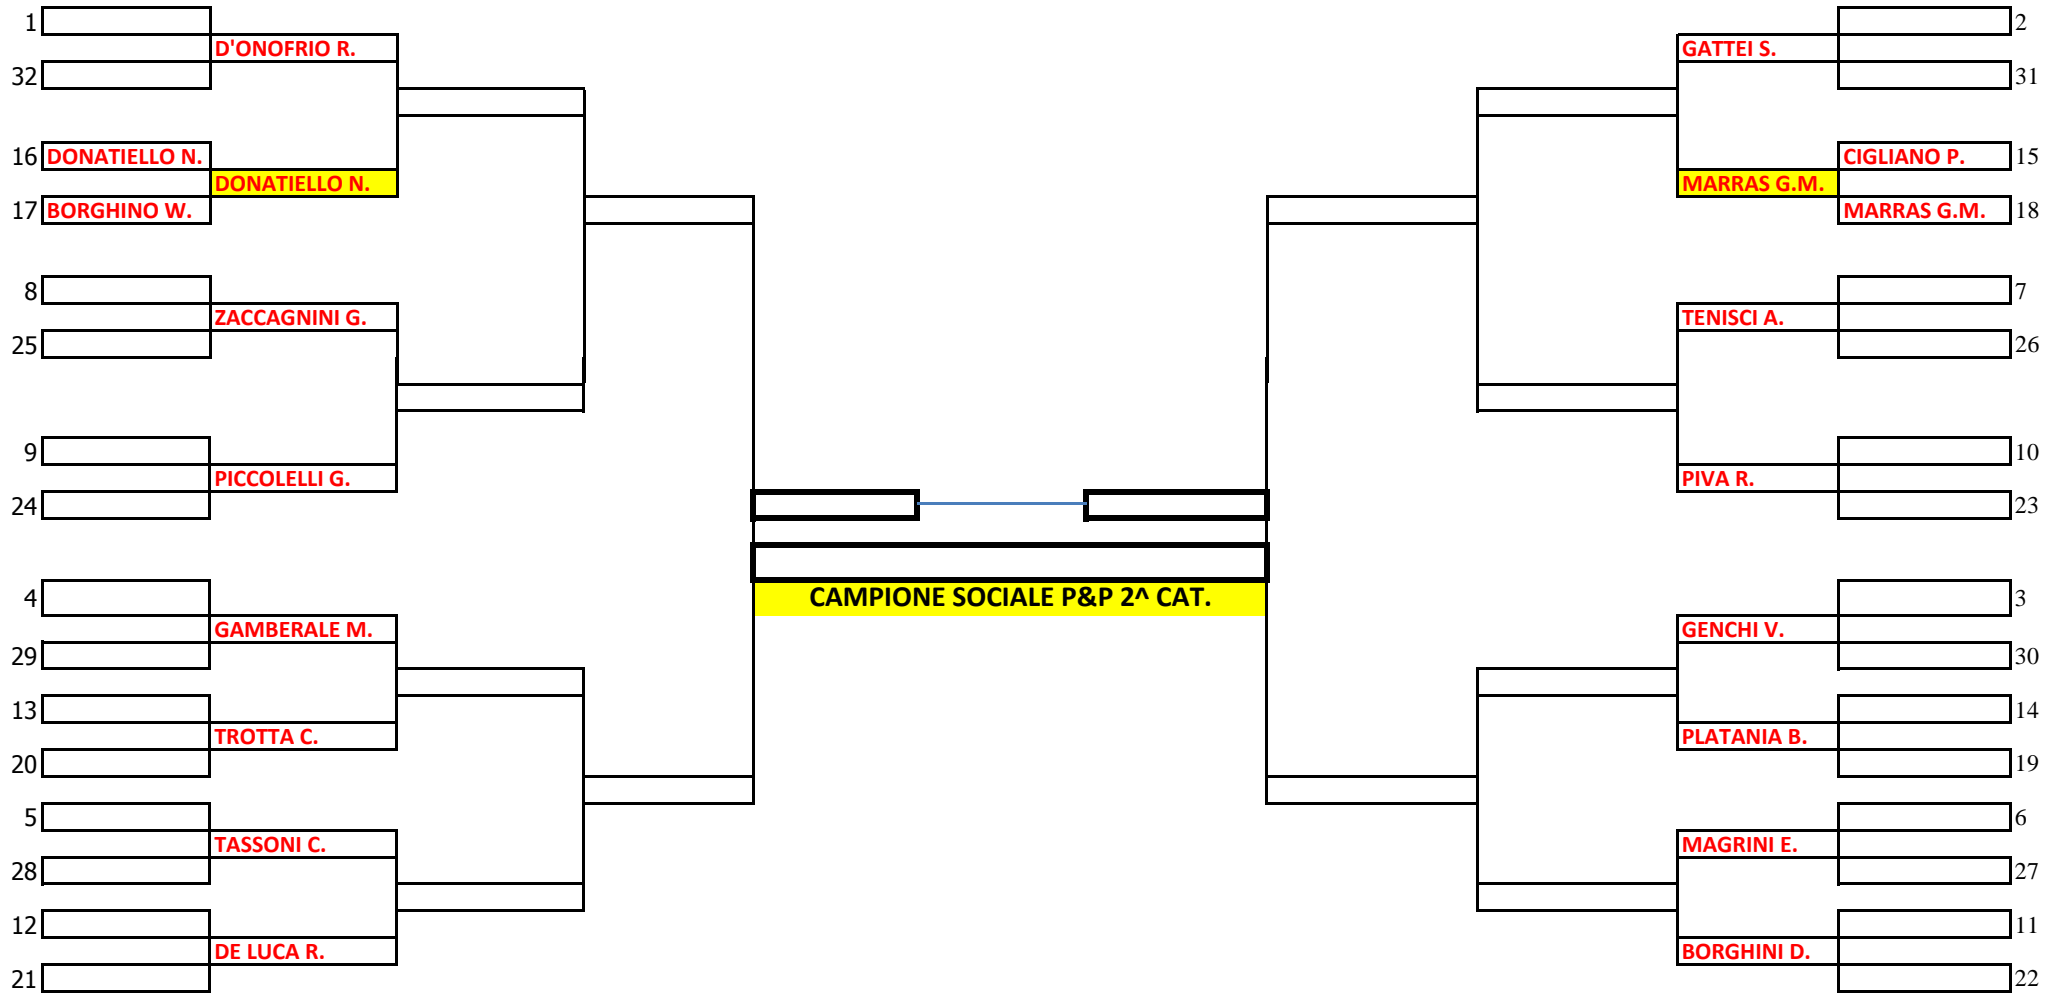 1
D'ONOFRIO R.
32
16 DONATIELLO N.
DONATIELLO N.
17 BORGHINO W.
8
ZACCAGNINI G.
25
9
PICCOLELLI G.
24
4
GAMBERALE M.
29
13
TROTTA C.
20
5
TASSONI C.
28
12
DE LUCA R.
21
CAMPIONE SOCIALE P&P 2^ CAT.
2
GATTEI S.
31
CIGLIANO P. 15
MARRAS G.M.
MARRAS G.M. 18
7
TENISCI A.
26
10
PIVA R.
23
3
GENCHI V.
30
14
PLATANIA B.
19
6
MAGRINI E.
27
11
BORGHINI D.
22